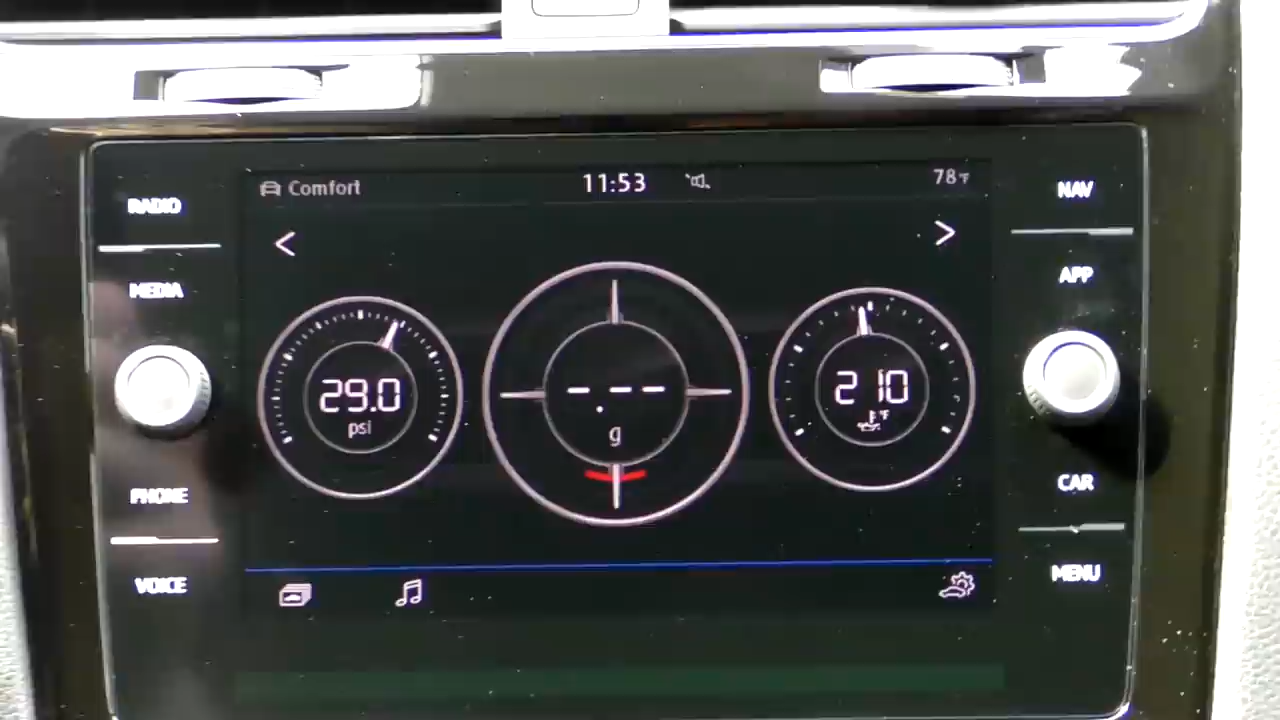 Comfort 11:53 78°F
RADIO
MEDIA
PHONE
VOICE
<
>
29.0
psi
- - -
.
g
210
°F
NAV
APP
CAR
MENU